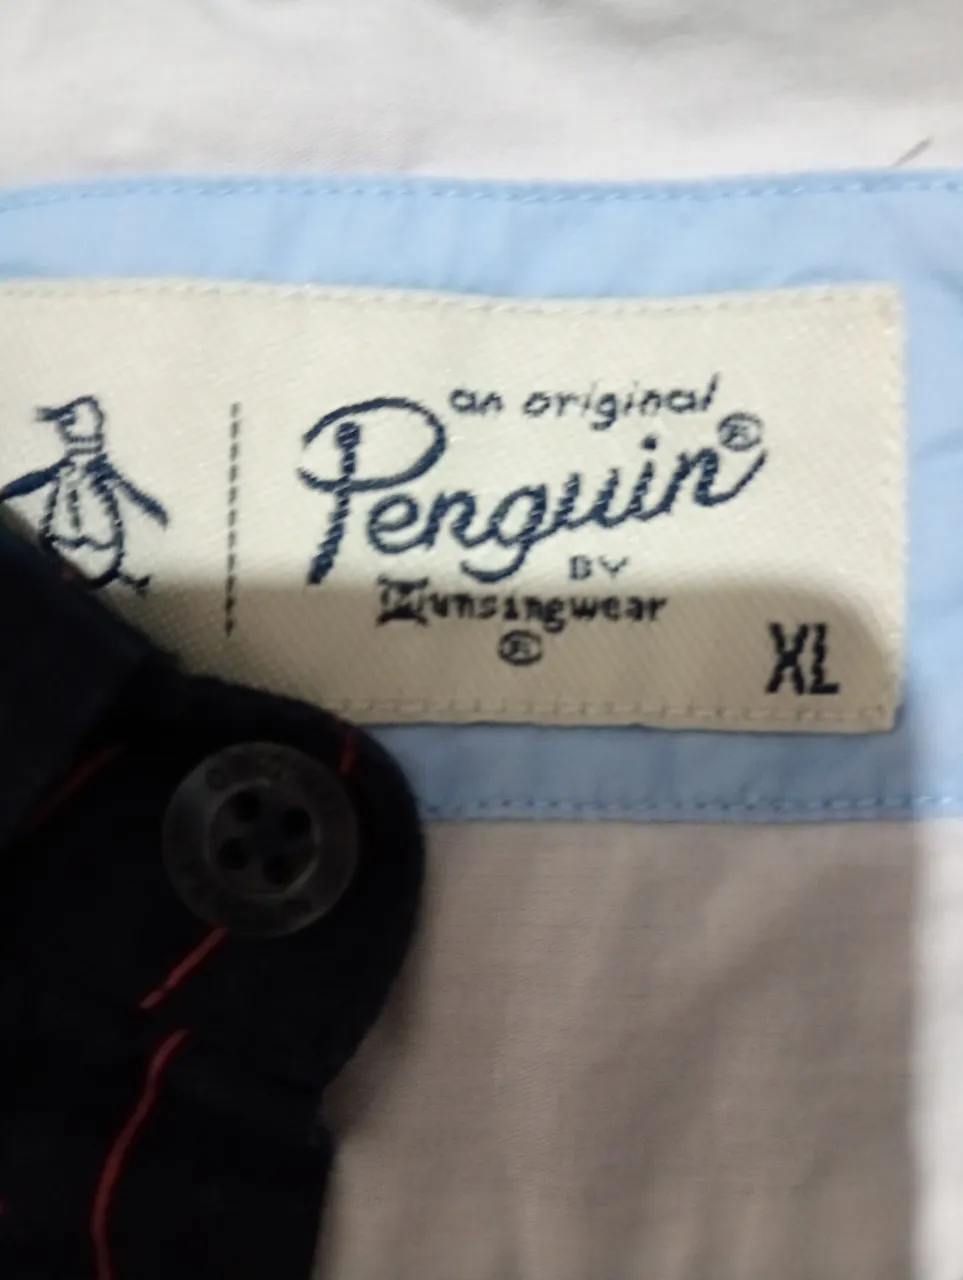 an original
Penguin®
BY
Munsingwear
®
XL